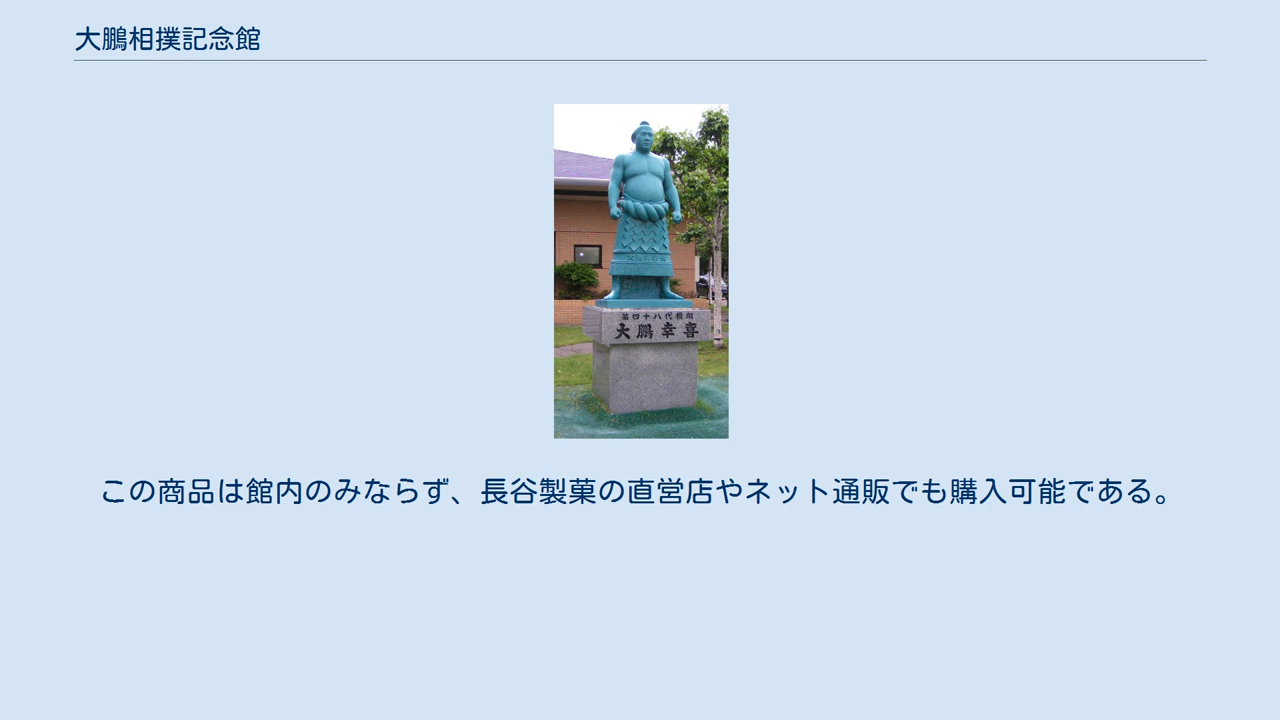 大鵬相撲記念館
第四十八代横綱
大鵬幸喜
この商品は館内のみならず、長谷製菓の直営店やネット通販でも購入可能である。